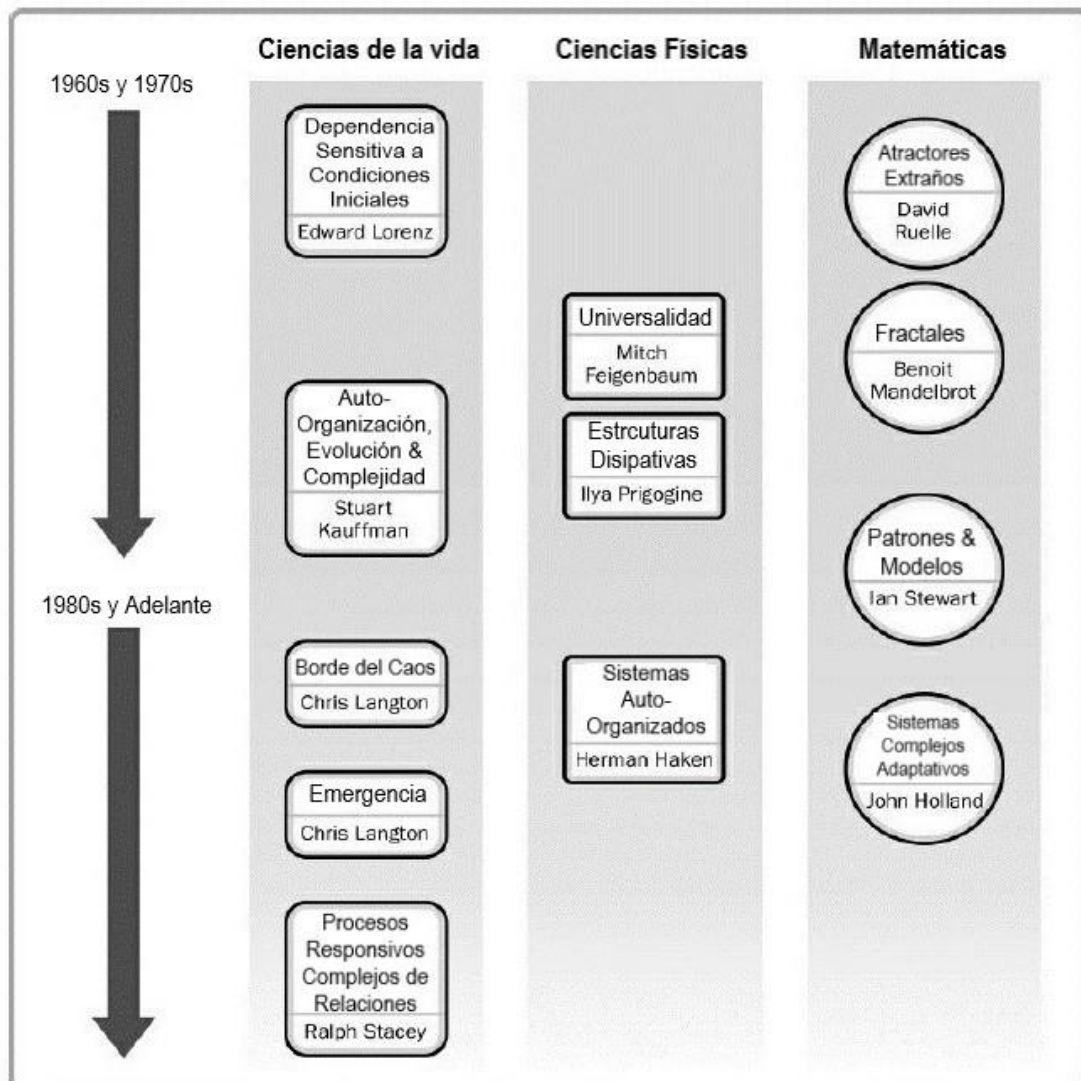 Ciencias de la vida
Ciencias Físicas
Matemáticas
1960s y 1970s
Dependencia
Sensitiva a
Condiciones
Iniciales
Edward Lorenz
Auto-
Organización,
Evolución &
Complejidad
Stuart
Kauffman
1980s y Adelante
Borde del Caos
Chris Langton
Emergencia
Chris Langton
Procesos
Responsivos
Complejos de
Relaciones
Ralph Stacey
Universalidad
Mitch
Feigenbaum
Estrcuturas
Disipativas
Ilya Prigogine
Sistemas
Auto-
Organizados
Herman Haken
Atractores
Extraños
David
Ruelle
Fractales
Benoit
Mandelbrot
Patrones &
Modelos
Ian Stewart
Sistemas
Complejos
Adaptativos
John Holland